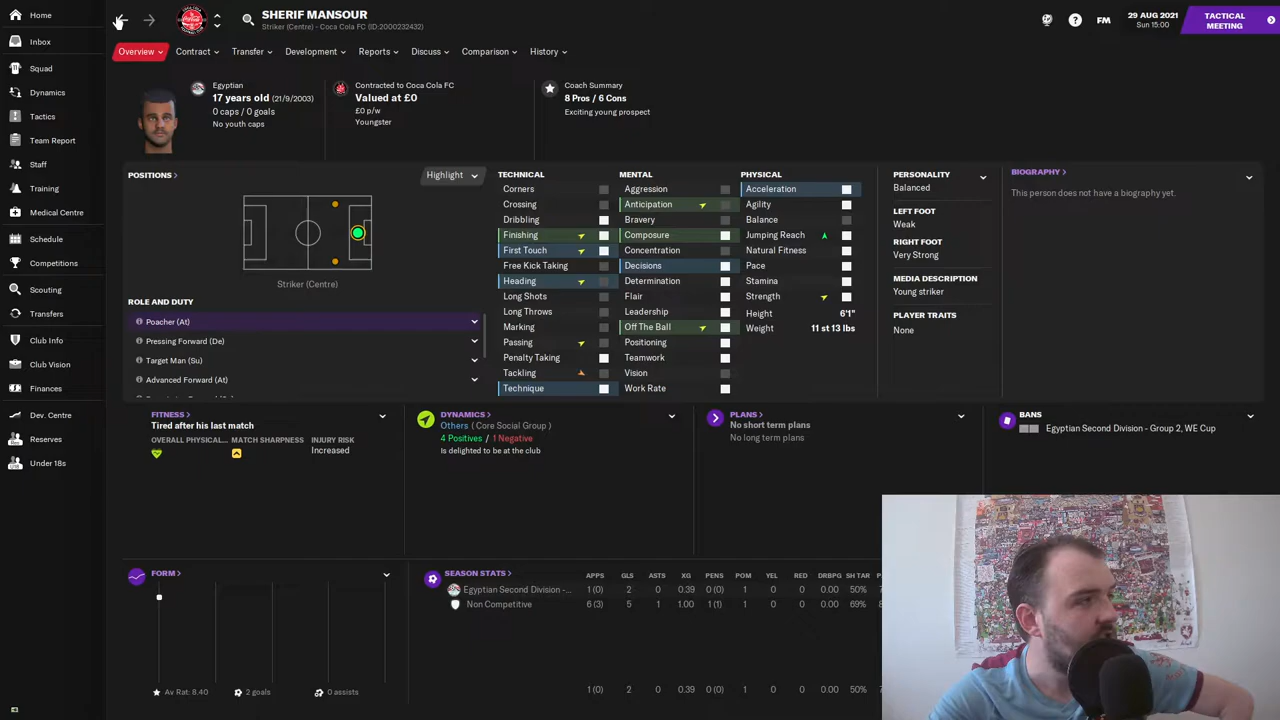 Home
Inbox
Squad
Dynamics
Tactics
Team Report
Staff
Training
Medical Centre
Schedule
Competitions
Scouting
Transfers
Club Info
Club Vision
Finances
Dev. Centre
Reserves
Under 18s
SHERIF MANSOUR
Striker (Centre) - Coca Cola FC (ID:2000232432)
FM
29 AUG 2021
Sun 15:00
TACTICAL MEETING
Overview
Contract
Transfer
Development
Reports
Discuss
Comparison
History
Egyptian
17 years old (21/9/2003)
0 caps / 0 goals
No youth caps
Contracted to Coca Cola FC
Valued at £0
£0 p/w
Youngster
Coach Summary
8 Pros / 6 Cons
Exciting young prospect
POSITIONS
Highlight
Striker (Centre)
ROLE AND DUTY
Poacher (At)
Pressing Forward (De)
Target Man (Su)
Advanced Forward (At)
TECHNICAL
Corners
Crossing
Dribbling
Finishing
First Touch
Free Kick Taking
Heading
Long Shots
Long Throws
Marking
Passing
Penalty Taking
Tackling
Technique
MENTAL
Aggression
Anticipation
Bravery
Composure
Concentration
Decisions
Determination
Flair
Leadership
Off The Ball
Positioning
Teamwork
Vision
Work Rate
PHYSICAL
Acceleration
Agility
Balance
Jumping Reach
Natural Fitness
Pace
Stamina
Strength
Height 6'1"
Weight 11 st 13 lbs
PERSONALITY
Balanced
LEFT FOOT
Weak
RIGHT FOOT
Very Strong
MEDIA DESCRIPTION
Young striker
PLAYER TRAITS
None
BIOGRAPHY
This person does not have a biography yet.
FITNESS
Tired after his last match
OVERALL PHYSICAL... MATCH SHARPNESS INJURY RISK
Increased
DYNAMICS
Others ( Core Social Group )
4 Positives / 1 Negative
Is delighted to be at the club
PLANS
No short term plans
No long term plans
BANS
Egyptian Second Division - Group 2, WE Cup
FORM
Av Rat: 8.40
2 goals
0 assists
SEASON STATS APPS GLS ASTS XG PENS POM YEL RED DRBPG SH TAR
Egyptian Second Division -... 1 (0) 2 0 0.39 0 (0) 1 0 0 0.00 50%
Non Competitive 6 (3) 5 1 1.00 1 (1) 1 0 0 0.00 69%
1 (0) 2 0 0.39 0 (0) 1 0 0 0.00 50%